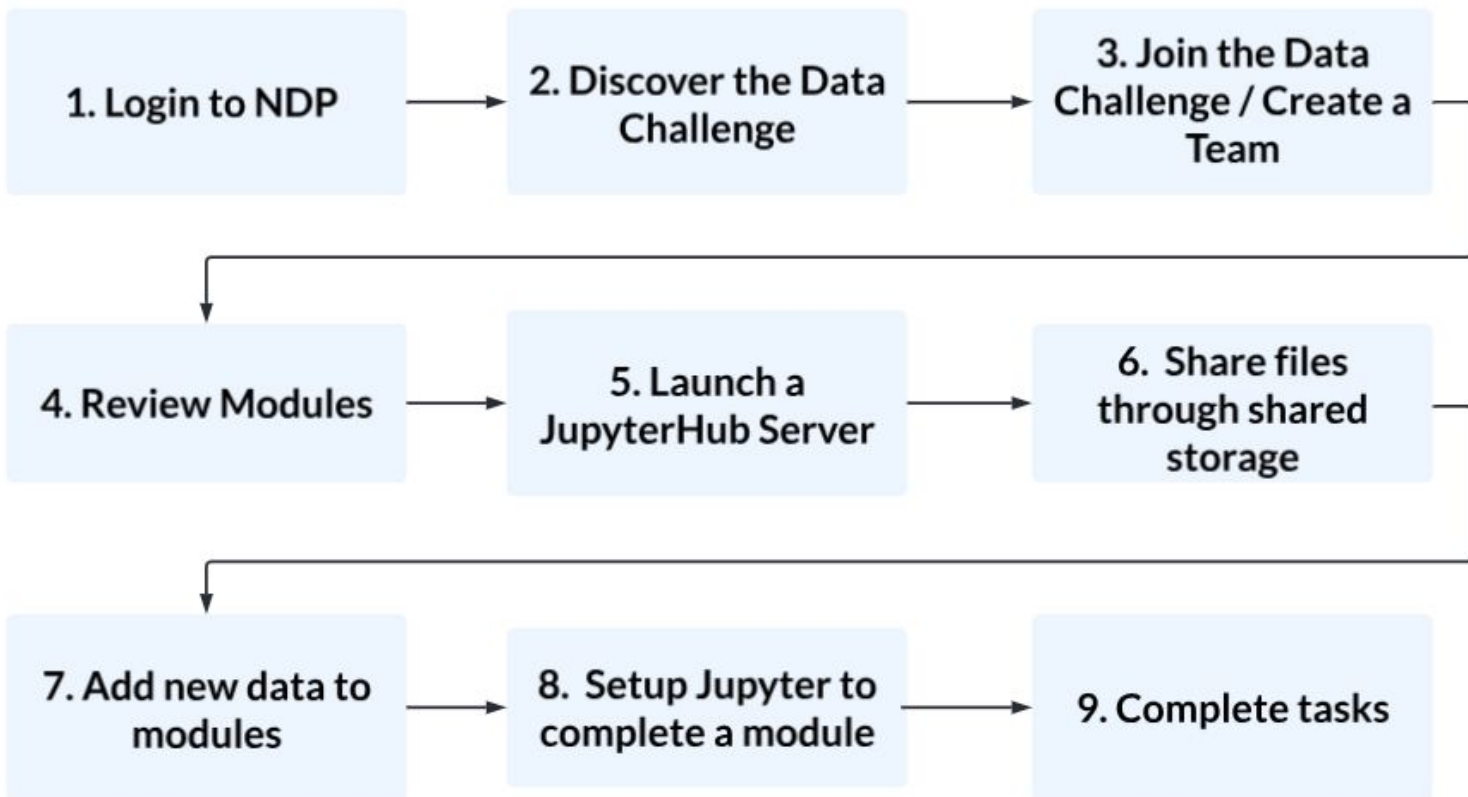 1. Login to NDP
2. Discover the Data
Challenge
3. Join the Data
Challenge / Create a
Team
4. Review Modules
5. Launch a
JupyterHub Server
6. Share files
through shared
storage
7. Add new data to
modules
8. Setup Jupyter to
complete a module
9. Complete tasks